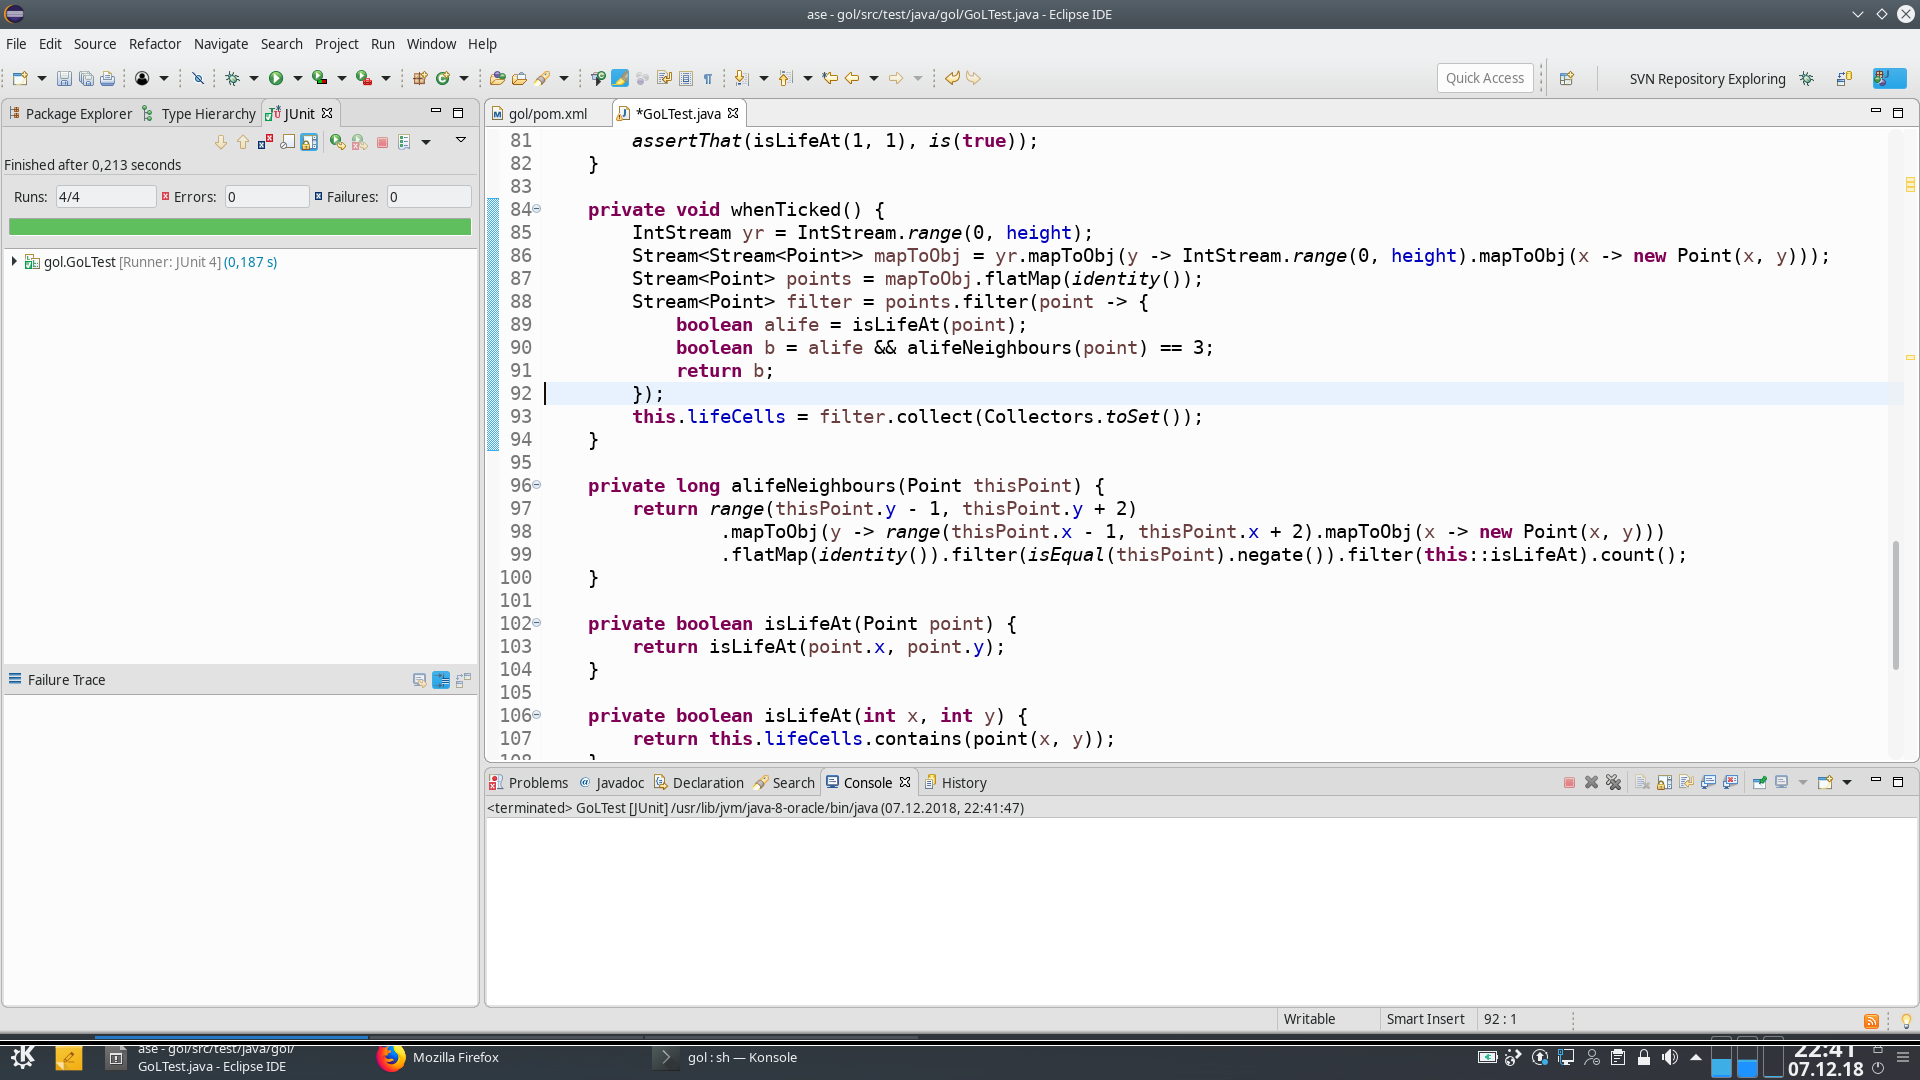 ase - gol/src/test/java/gol/GoLTest.java - Eclipse IDE
File Edit Source Refactor Navigate Search Project Run Window Help
Quick Access
SVN Repository Exploring
Package Explorer Type Hierarchy JUnit
Finished after 0,213 seconds
Runs: 4/4 Errors: 0 Failures: 0
gol.GoLTest [Runner: JUnit 4] (0,187 s)
Failure Trace
gol/pom.xml *GoLTest.java
81 assertThat(isLifeAt(1, 1), is(true));
82 }
83
84 private void whenTicked() {
85 IntStream yr = IntStream.range(0, height);
86 Stream<Stream<Point>> mapToObj = yr.mapToObj(y -> IntStream.range(0, height).mapToObj(x -> new Point(x, y)));
87 Stream<Point> points = mapToObj.flatMap(identity());
88 Stream<Point> filter = points.filter(point -> {
89 boolean alife = isLifeAt(point);
90 boolean b = alife && alifeNeighbours(point) == 3;
91 return b;
92 });
93 this.lifeCells = filter.collect(Collectors.toSet());
94 }
95
96 private long alifeNeighbours(Point thisPoint) {
97 return range(thisPoint.y - 1, thisPoint.y + 2)
98 .mapToObj(y -> range(thisPoint.x - 1, thisPoint.x + 2).mapToObj(x -> new Point(x, y)))
99 .flatMap(identity()).filter(isEqual(thisPoint).negate()).filter(this::isLifeAt).count();
100 }
101
102 private boolean isLifeAt(Point point) {
103 return isLifeAt(point.x, point.y);
104 }
105
106 private boolean isLifeAt(int x, int y) {
107 return this.lifeCells.contains(point(x, y));
108 }
Problems Javadoc Declaration Search Console History
<terminated> GoLTest [JUnit] /usr/lib/jvm/java-8-oracle/bin/java (07.12.2018, 22:41:47)
Writable Smart Insert 92 : 1
ase - gol/src/test/java/gol/
GoLTest.java - Eclipse IDE
Mozilla Firefox
gol : sh — Konsole
22:41
07.12.18